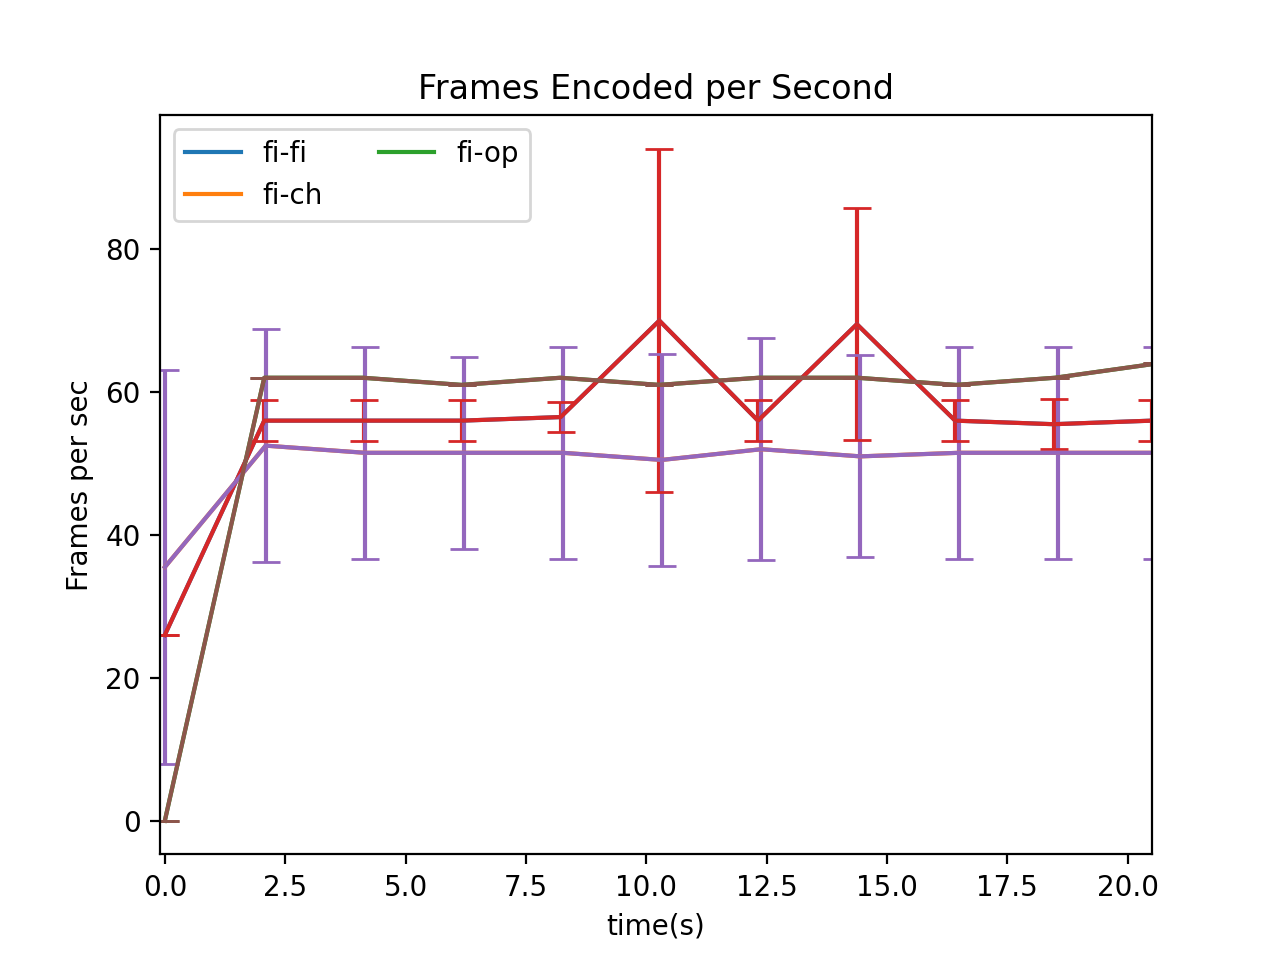 Frames Encoded per Second
fi-fi
fi-ch
fi-op
Frames per sec
80
60
40
20
0
0.0 2.5 5.0 7.5 10.0 12.5 15.0 17.5 20.0
time(s)